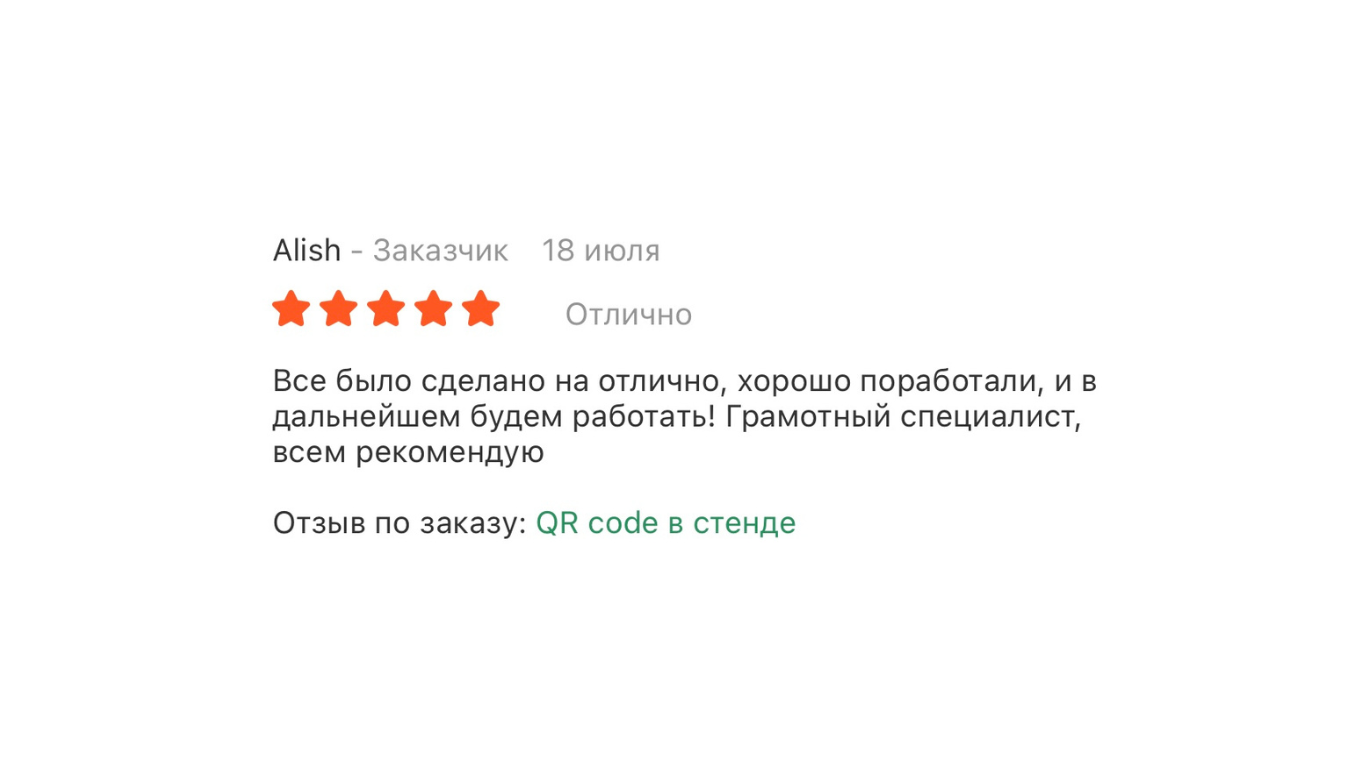 Alish - Заказчик 18 июля
Отлично
Все было сделано на отлично, хорошо поработали, и в
дальнейшем будем работать! Грамотный специалист,
всем рекомендую
Отзыв по заказу: QR code в стенде